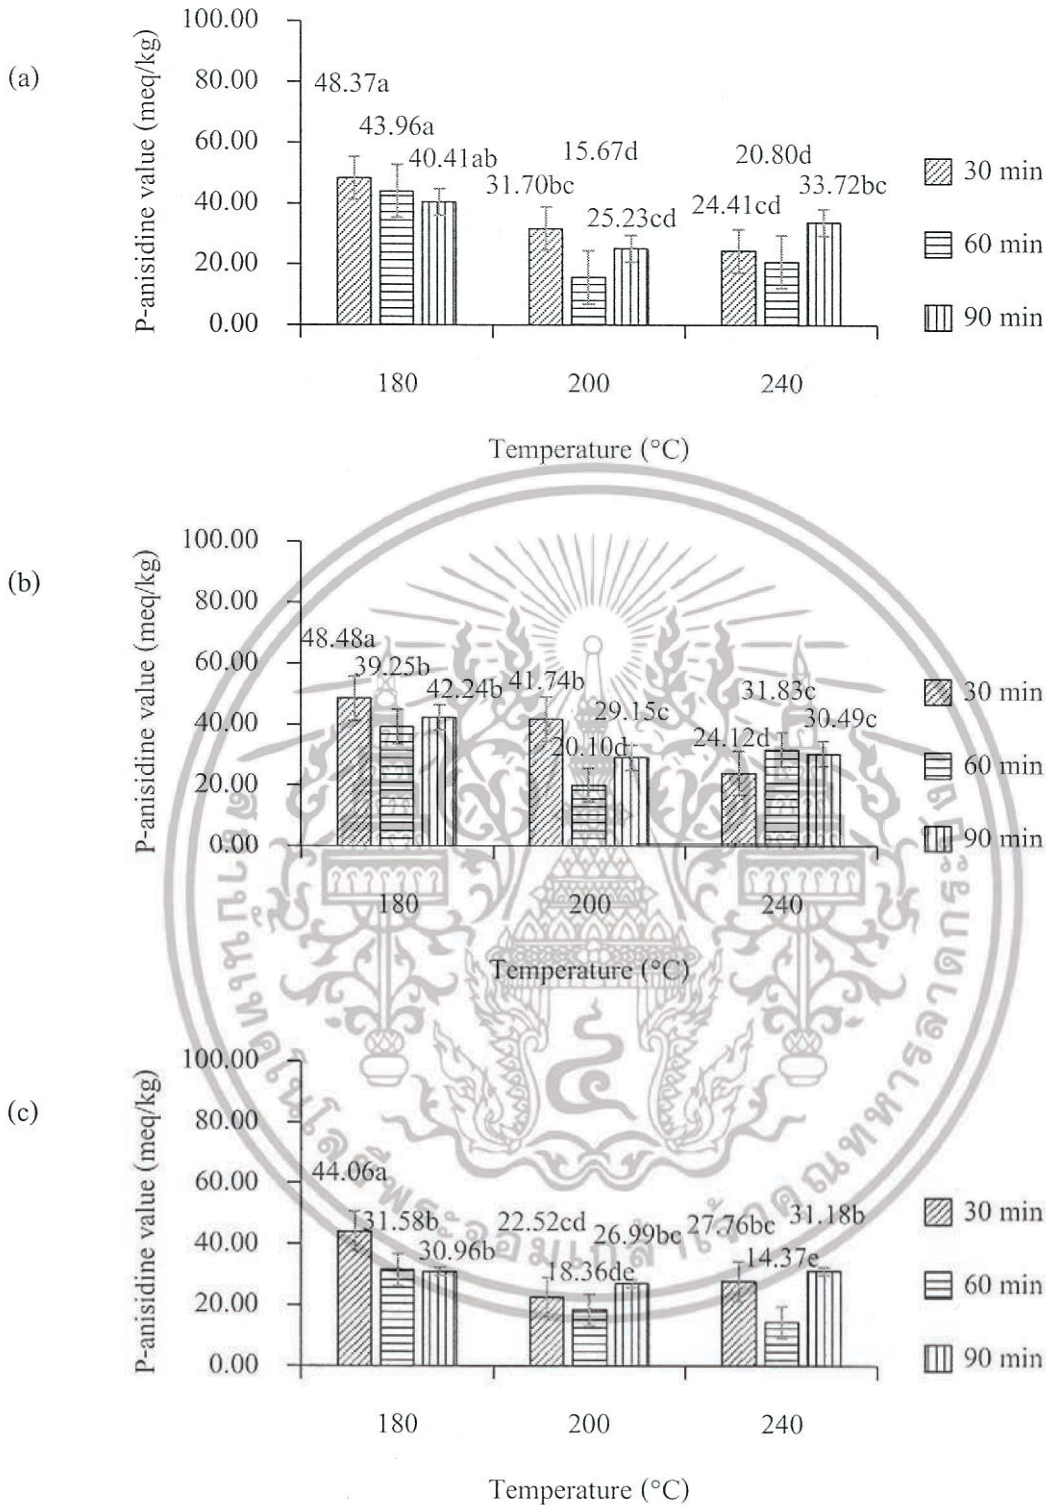 (a)
P-anisidine value (meq/kg)
100.00
80.00
60.00
40.00
20.00
0.00
48.37a
43.96a
40.41ab
31.70bc
15.67d
25.23cd
24.41cd
20.80d
33.72bc
180
200
240
Temperature (°C)
30 min
60 min
90 min
(b)
P-anisidine value (meq/kg)
100.00
80.00
60.00
40.00
20.00
0.00
48.48a
39.25b
42.24b
41.74b
20.10d
29.15c
24.12d
31.83c
30.49c
180
200
240
Temperature (°C)
30 min
60 min
90 min
(c)
P-anisidine value (meq/kg)
100.00
80.00
60.00
40.00
20.00
0.00
44.06a
31.58b
30.96b
22.52cd
18.36de
26.99bc
27.76bc
14.37e
31.18b
180
200
240
Temperature (°C)
30 min
60 min
90 min